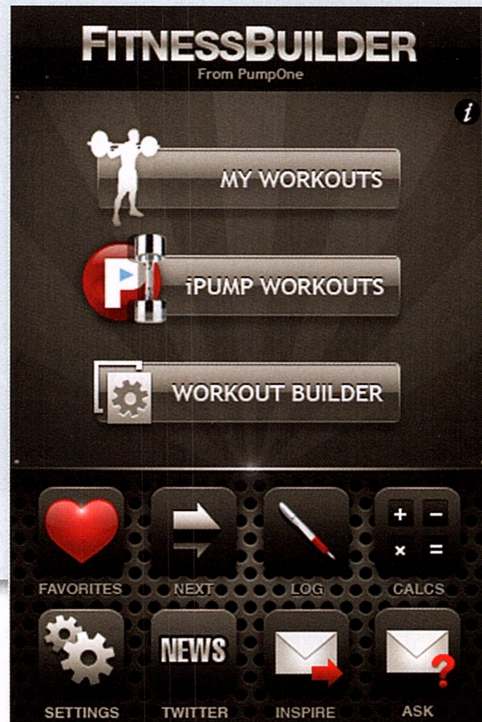 FITNESSBUILDER
From PumpOne
i
MY WORKOUTS
P
iPUMP WORKOUTS
WORKOUT BUILDER
+ -
× =
FAVORITES NEXT LOG CALCS
NEWS
?
SETTINGS TWITTER INSPIRE ASK